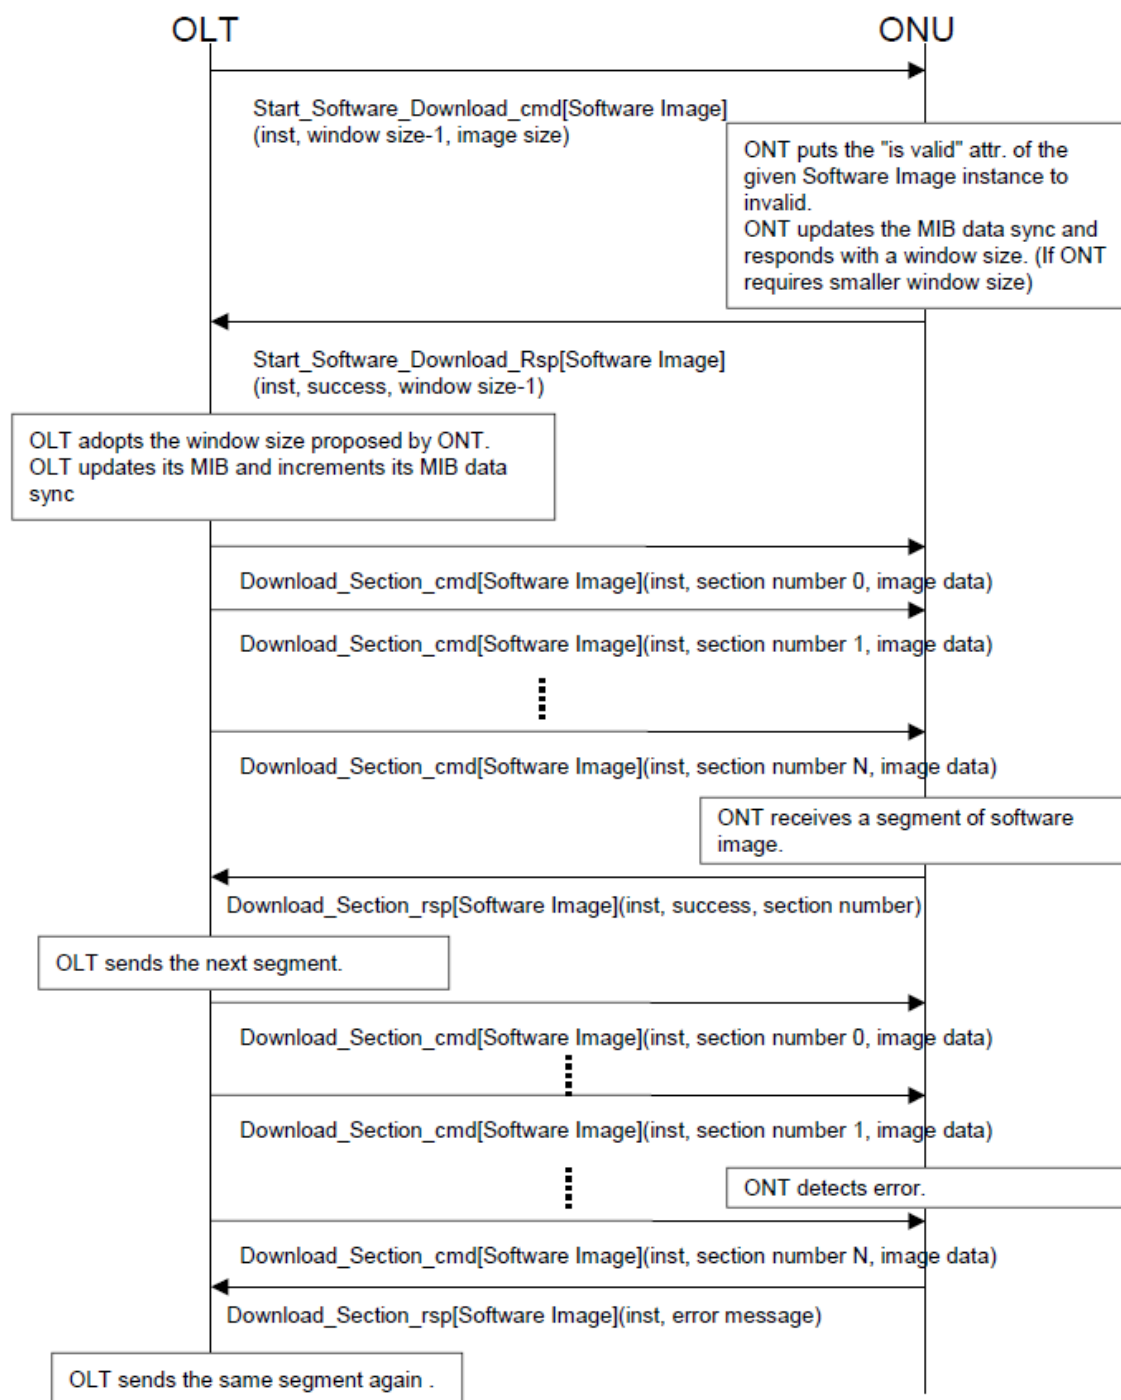 OLT
ONU
Start_Software_Download_cmd[Software Image]
(inst, window size-1, image size)
ONT puts the "is valid" attr. of the
given Software Image instance to
invalid.
ONT updates the MIB data sync and
responds with a window size. (If ONT
requires smaller window size)
Start_Software_Download_Rsp[Software Image]
(inst, success, window size-1)
OLT adopts the window size proposed by ONT.
OLT updates its MIB and increments its MIB data
sync
Download_Section_cmd[Software Image](inst, section number 0, image data)
Download_Section_cmd[Software Image](inst, section number 1, image data)
Download_Section_cmd[Software Image](inst, section number N, image data)
ONT receives a segment of software
image.
Download_Section_rsp[Software Image](inst, success, section number)
OLT sends the next segment.
Download_Section_cmd[Software Image](inst, section number 0, image data)
Download_Section_cmd[Software Image](inst, section number 1, image data)
ONT detects error.
Download_Section_cmd[Software Image](inst, section number N, image data)
Download_Section_rsp[Software Image](inst, error message)
OLT sends the same segment again .